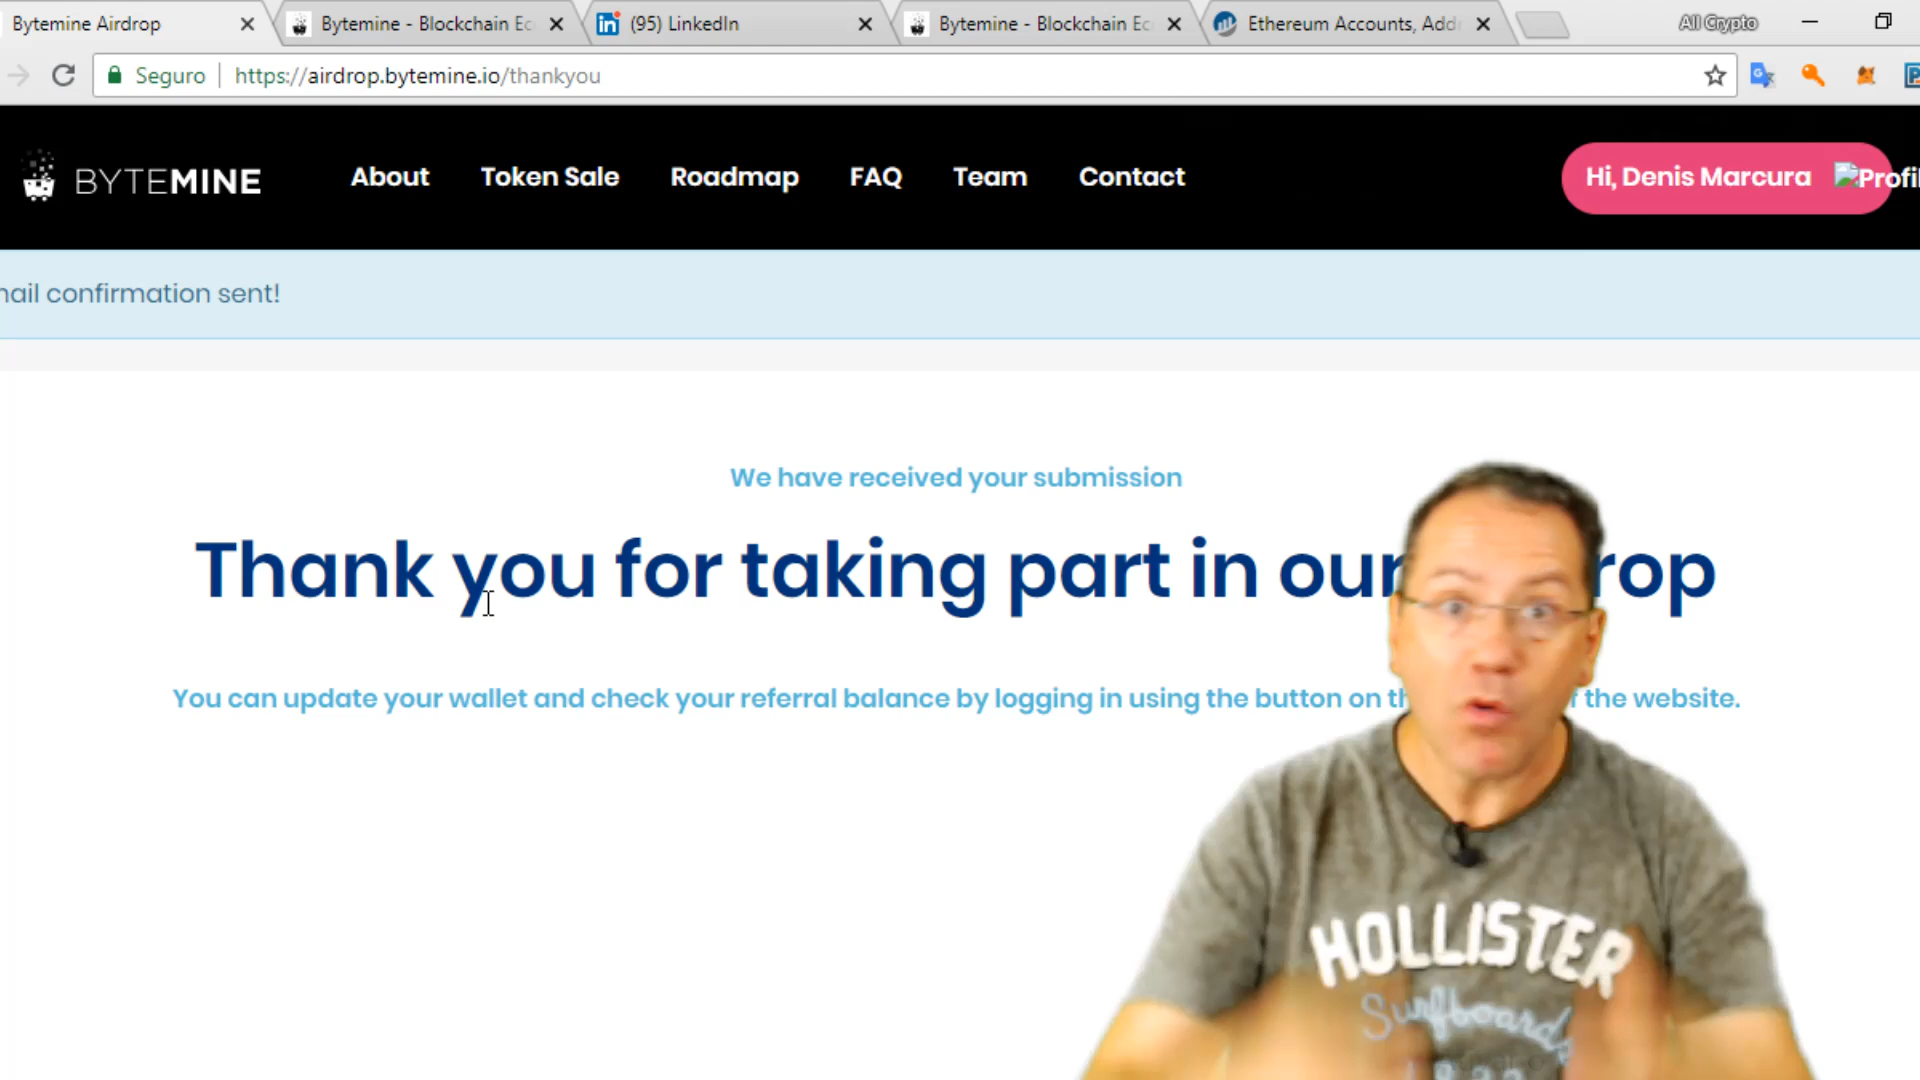 Bytemine Airdrop
Bytemine - Blockchain Ec
(95) LinkedIn
Bytemine - Blockchain Ec
Ethereum Accounts, Add
All Crypto
Seguro
https://airdrop.bytemine.io/thankyou
BYTEMINE
About
Token Sale
Roadmap
FAQ
Team
Contact
Hi, Denis Marcura
Profil
mail confirmation sent!
We have received your submission
Thank you for taking part in our rop
You can update your wallet and check your referral balance by logging in using the button on th f the website.
HOLLISTER
Surfboards